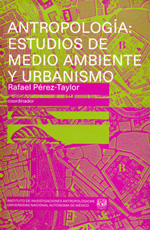 ANTROPOLOGÍA:
ESTUDIOS DE
MEDIO AMBIENTE
Y URBANISMO
Rafael Pérez-Taylor
coordinador
INSTITUTO DE INVESTIGACIONES ANTROPOLÓGICAS
UNIVERSIDAD NACIONAL AUTÓNOMA DE MÉXICO